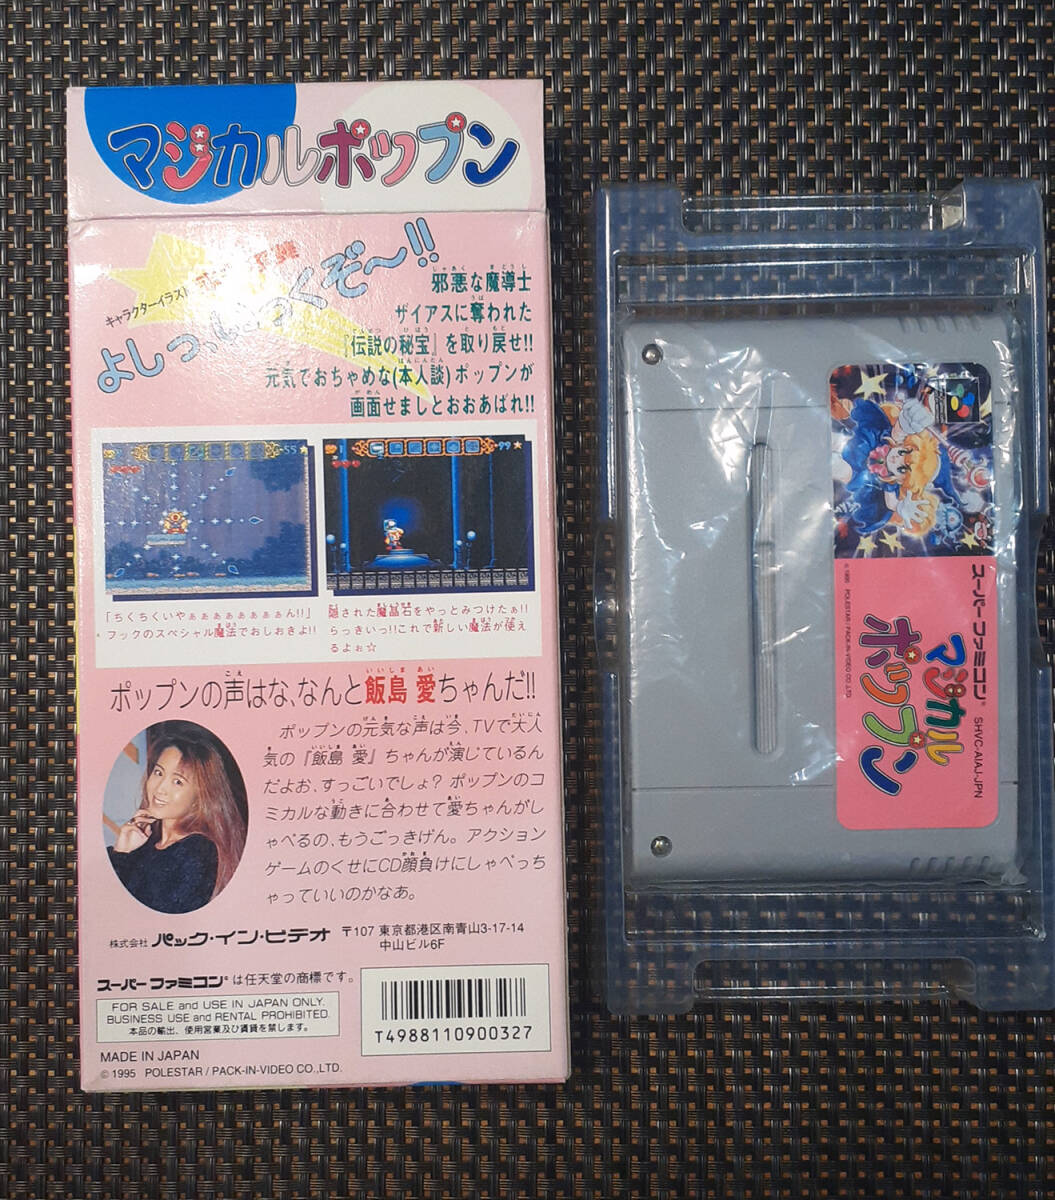 マジカルポップン
キャラクターイラスト
よしっ、いっくぞ〜!!
邪悪な魔導士
ザイアスに奪われた
『伝説の秘宝』を取り戻せ!!
元気でおちゃめな(本人談)ポップンが
画面せましとおおあばれ!!
55
1
99
「ちくちくいやぁぁぁぁぁぁぁぁん!!」
フックのスペシャル魔法でおしおきよ!!
隠された魔晶石をやっとみつけたぁ!!
らっきいっ!!これで新しい魔法が使え
るよぉ☆
ポップンの声はな、なんと飯島 愛ちゃんだ!!
ポップンの元気な声は今、TVで大人
気の『飯島 愛』ちゃんが演じているん
だよお、すっごいでしょ? ポップンのコ
ミカルな動きに合わせて愛ちゃんがし
ゃべるの、もうごっきげん。アクション
ゲームのくせにCD顔負けにしゃべっち
ゃっていいのかなあ。
株式会社 パック・イン・ビデオ 〒107 東京都港区南青山3-17-14
中山ビル6F
スーパーファミコン®は任天堂の商標です。
FOR SALE and USE IN JAPAN ONLY.
BUSINESS USE and RENTAL PROHIBITED.
本品の輸出、使用営業及び賃貸を禁じます。
T4988110900327
MADE IN JAPAN
© 1995 POLESTAR / PACK-IN-VIDEO CO.,LTD.
スーパーファミコン® SHVC-AIAJ-JPN
マジカル
ポップン
© 1995 POLESTAR / PACK-IN-VIDEO CO.,LTD.